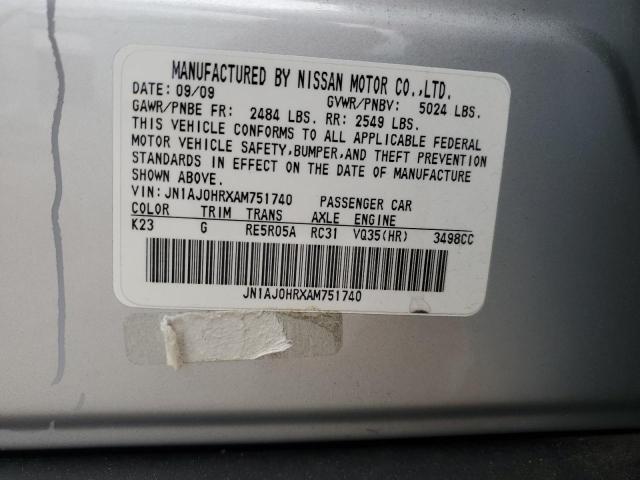 MANUFACTURED BY NISSAN MOTOR CO.,LTD.
DATE: 09/09 GVWR/PNBV: 5024 LBS.
GAWR/PNBE FR: 2484 LBS. RR: 2549 LBS.
THIS VEHICLE CONFORMS TO ALL APPLICABLE FEDERAL
MOTOR VEHICLE SAFETY,BUMPER,AND THEFT PREVENTION
STANDARDS IN EFFECT ON THE DATE OF MANUFACTURE
SHOWN ABOVE.
VIN: JN1AJ0HRXAM751740 PASSENGER CAR
COLOR TRIM TRANS AXLE ENGINE
K23 G RE5R05A RC31 VQ35(HR) 3498CC
JN1AJ0HRXAM751740